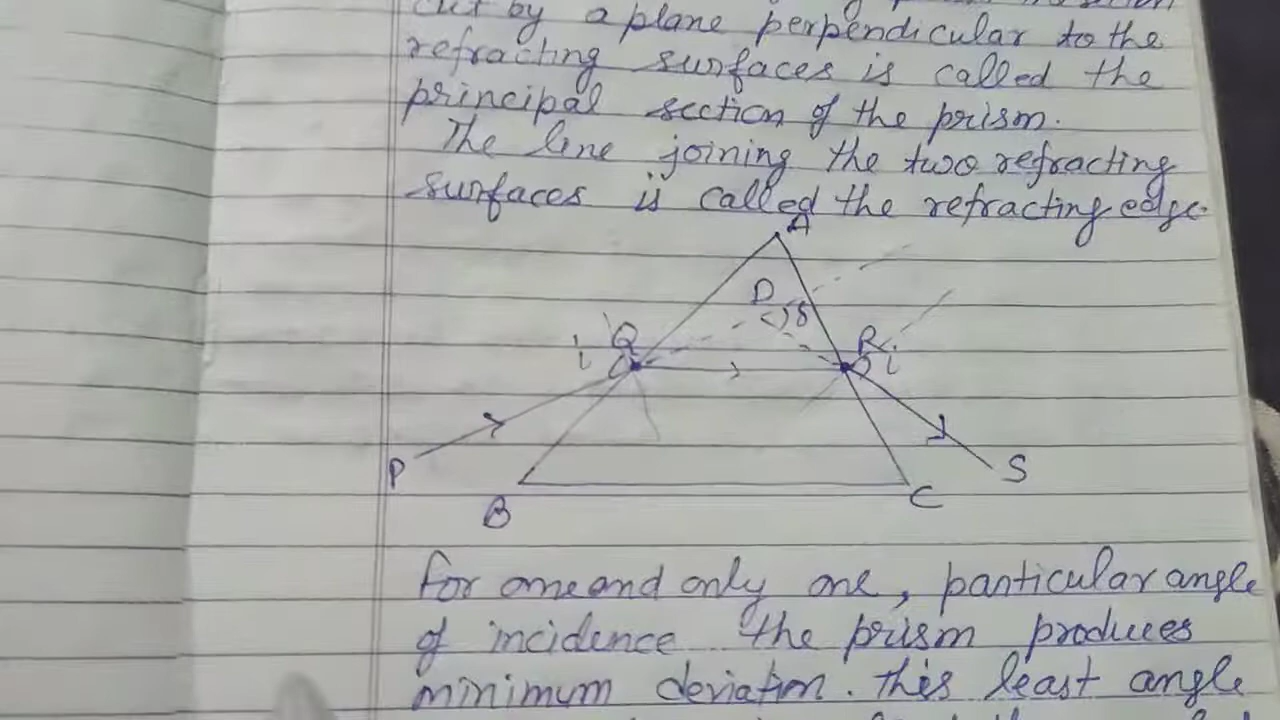 cut by a plane perpendicular to the
refracting surfaces is called the
principal section of the prism.
The line joining the two refracting
surfaces is called the refracting edge.
A
D
δ
i Q
R i
P
S
B
C
for one and only one, particular angle
of incidence the prism produces
minimum deviation. This least angle